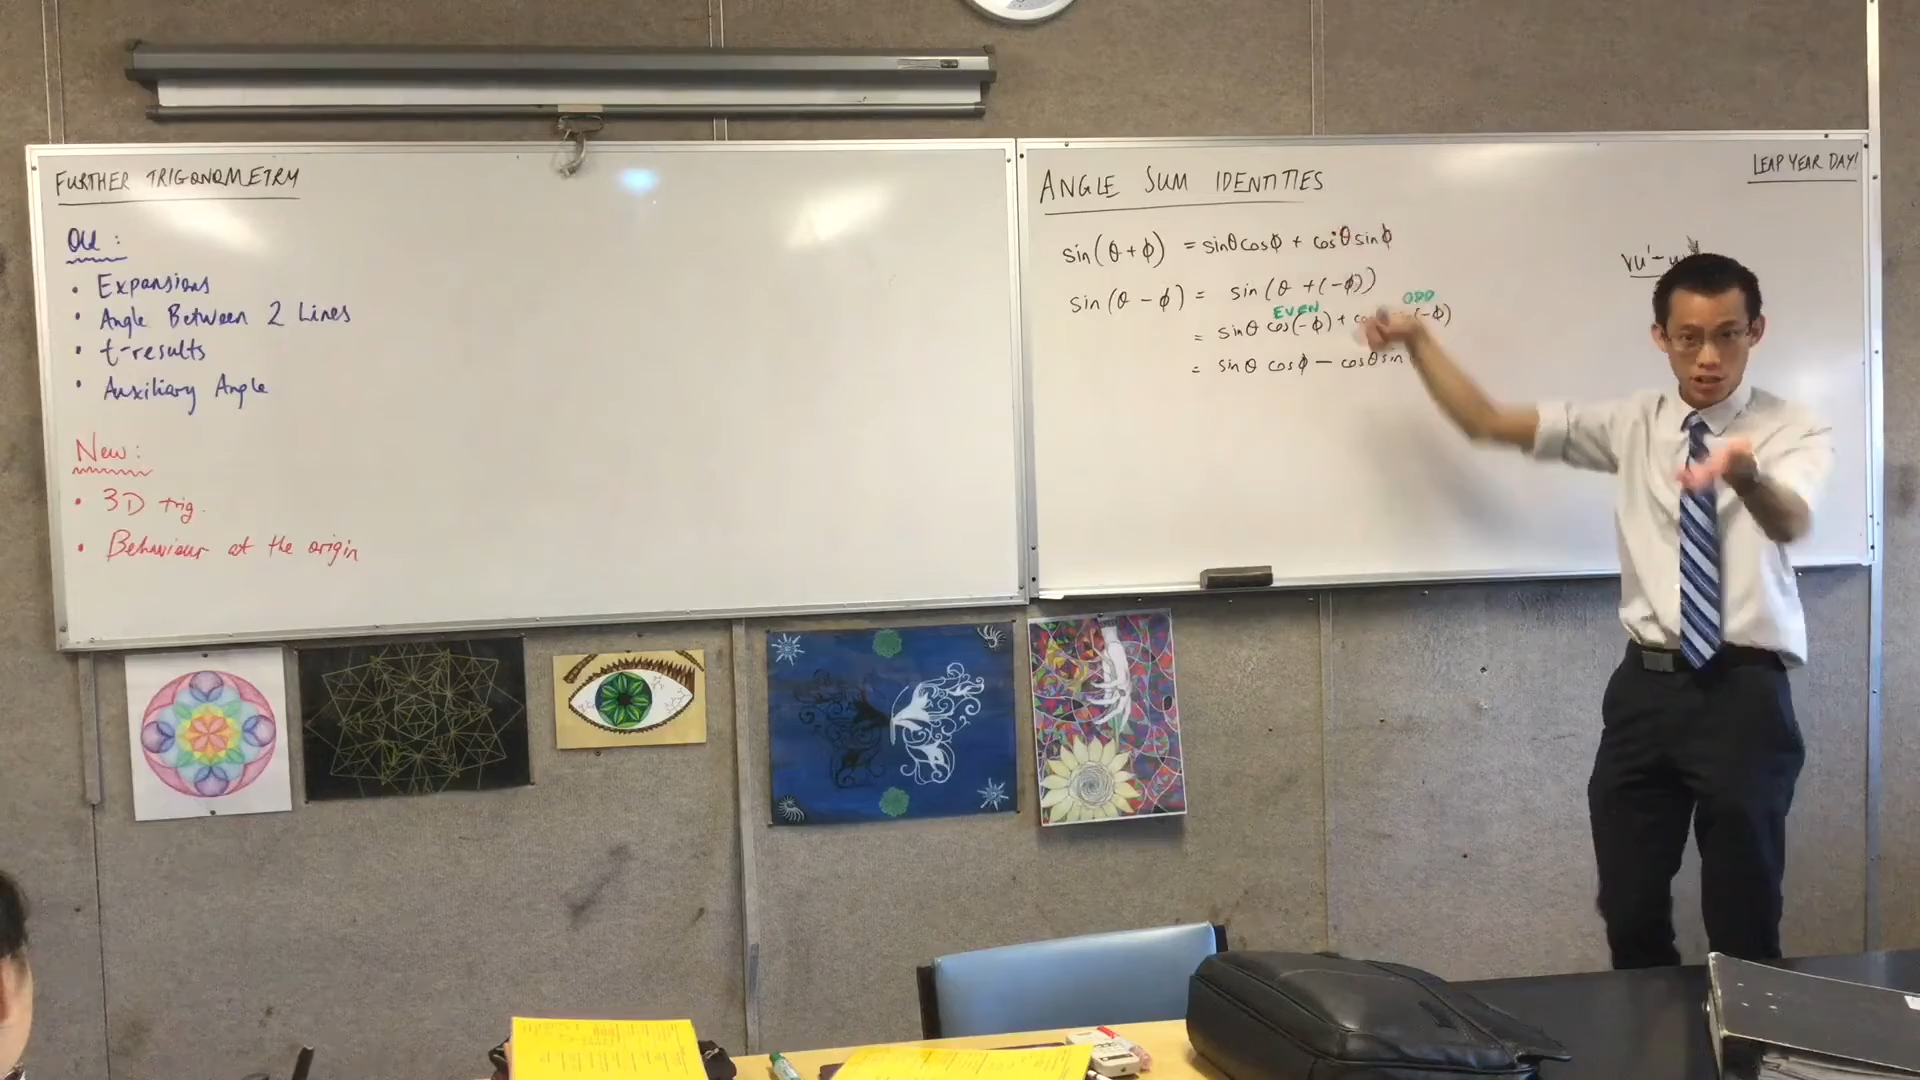 FURTHER TRIGONOMETRY
Old :
• Expansions
• Angle Between 2 Lines
• t-results
• Auxiliary Angle
New :
• 3D trig.
• Behaviour at the origin
ANGLE SUM IDENTITIES
LEAP YEAR DAY!
sin(θ+ϕ) = sinθcosϕ + cosθsinϕ
sin(θ-ϕ) = sin(θ+(-ϕ))
EVEN ODD
= sinθ cos(-ϕ) + (-ϕ)
= sinθ cosϕ - cosθsin
vu' -